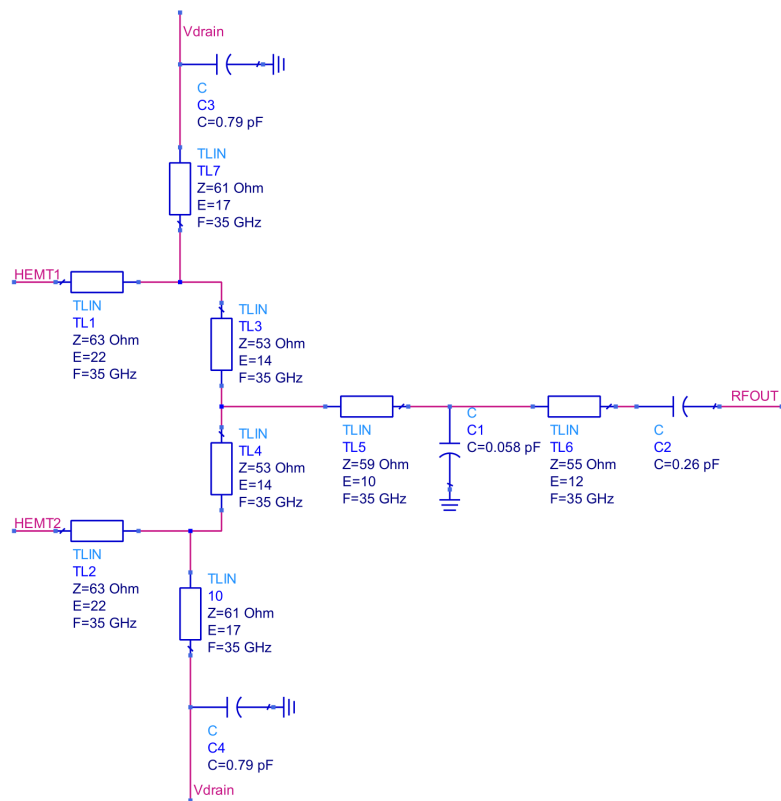 Vdrain
C
C3
C=0.79 pF
TLIN
TL7
Z=61 Ohm
E=17
F=35 GHz
HEMT1
TLIN
TL1
Z=63 Ohm
E=22
F=35 GHz
TLIN
TL3
Z=53 Ohm
E=14
F=35 GHz
TLIN
TL4
Z=53 Ohm
E=14
F=35 GHz
TLIN
TL5
Z=59 Ohm
E=10
F=35 GHz
C
C1
C=0.058 pF
TLIN
TL6
Z=55 Ohm
E=12
F=35 GHz
C
C2
C=0.26 pF
RFOUT
HEMT2
TLIN
TL2
Z=63 Ohm
E=22
F=35 GHz
TLIN
10
Z=61 Ohm
E=17
F=35 GHz
C
C4
C=0.79 pF
Vdrain